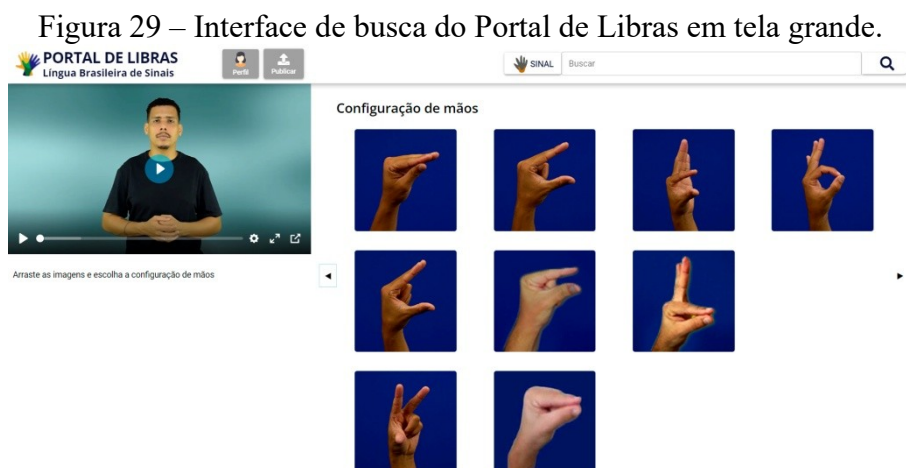 Figura 29 – Interface de busca do Portal de Libras em tela grande.
PORTAL DE LIBRAS
Língua Brasileira de Sinais
Perfil
Publicar
SINAL
Buscar
Configuração de mãos
Arraste as imagens e escolha a configuração de mãos